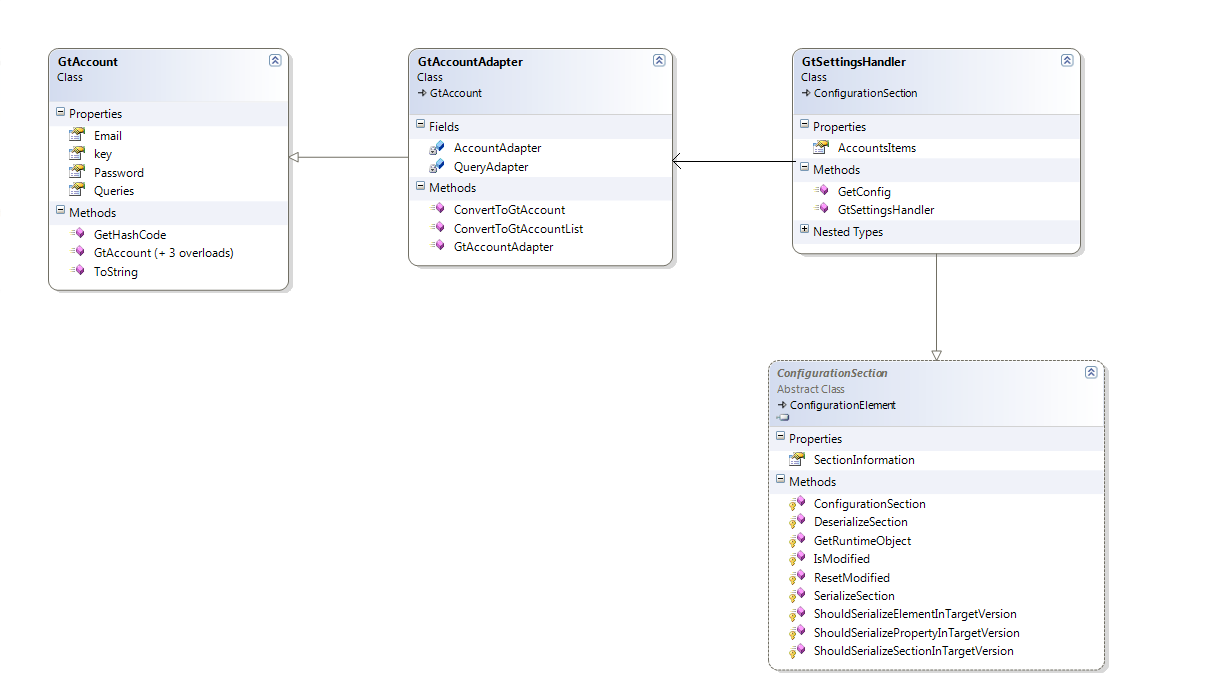 GtAccount
Class
Properties
Email
key
Password
Queries
Methods
GetHashCode
GtAccount (+ 3 overloads)
ToString
GtAccountAdapter
Class
GtAccount
Fields
AccountAdapter
QueryAdapter
Methods
ConvertToGtAccount
ConvertToGtAccountList
GtAccountAdapter
GtSettingsHandler
Class
ConfigurationSection
Properties
AccountsItems
Methods
GetConfig
GtSettingsHandler
Nested Types
ConfigurationSection
Abstract Class
ConfigurationElement
Properties
SectionInformation
Methods
ConfigurationSection
DeserializeSection
GetRuntimeObject
IsModified
ResetModified
SerializeSection
ShouldSerializeElementInTargetVersion
ShouldSerializePropertyInTargetVersion
ShouldSerializeSectionInTargetVersion